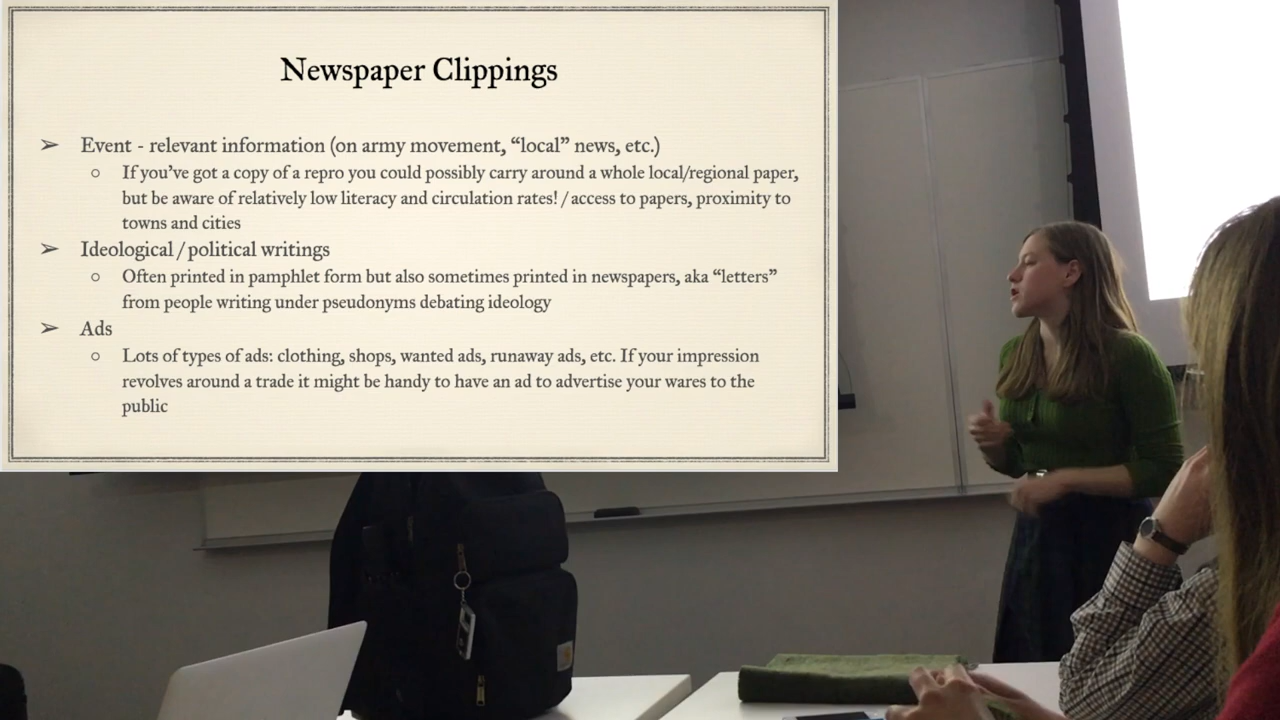 Newspaper Clippings
➢ Event - relevant information (on army movement, “local” news, etc.)
○ If you’ve got a copy of a repro you could possibly carry around a whole local/regional paper,
but be aware of relatively low literacy and circulation rates! / access to papers, proximity to
towns and cities
➢ Ideological / political writings
○ Often printed in pamphlet form but also sometimes printed in newspapers, aka “letters”
from people writing under pseudonyms debating ideology
➢ Ads
○ Lots of types of ads: clothing, shops, wanted ads, runaway ads, etc. If your impression
revolves around a trade it might be handy to have an ad to advertise your wares to the
public